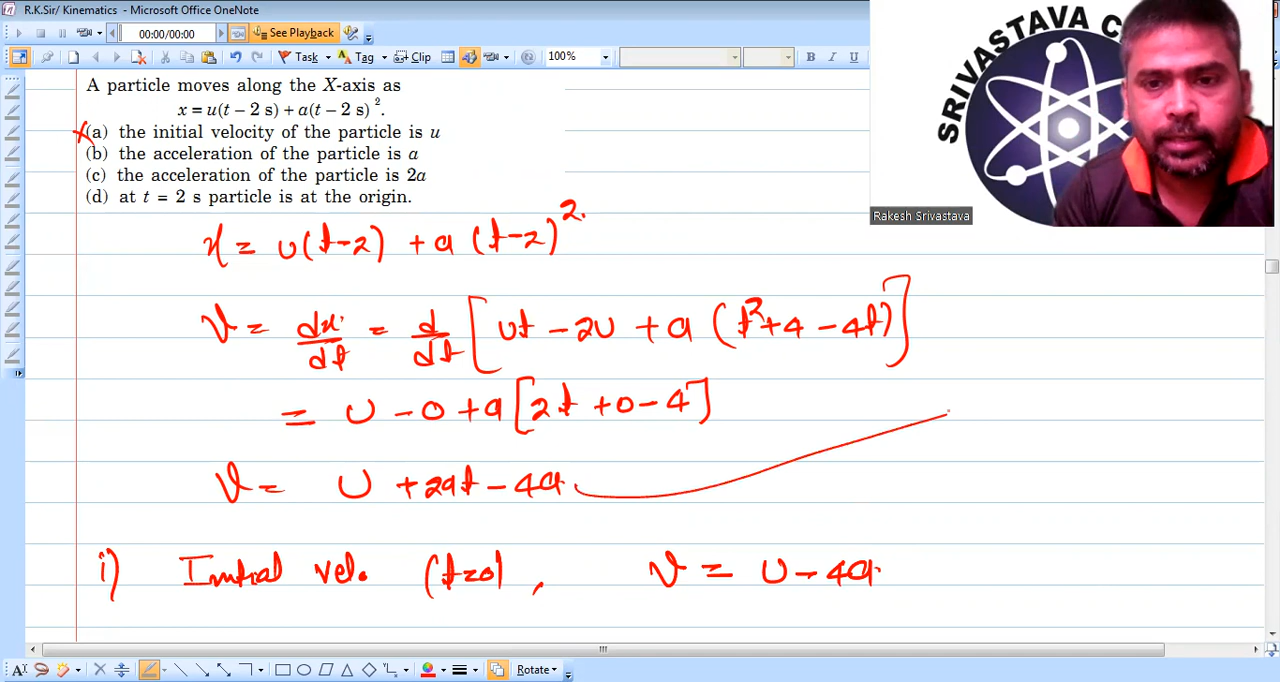 R.K.Sir/ Kinematics - Microsoft Office OneNote
00:00/00:00 See Playback
Task Tag Clip 100% B I U
A particle moves along the X-axis as
x = u(t − 2 s) + a(t − 2 s)².
(a) the initial velocity of the particle is u
(b) the acceleration of the particle is a
(c) the acceleration of the particle is 2a
(d) at t = 2 s particle is at the origin.
SRIVASTAVA C
Rakesh Srivastava
x = u(t-2) + a (t-2)².
v = dx/dt = d/dt [ut - 2u + a (t²+4-4t)]
= u - 0 + a[2t + 0 - 4]
v = u + 2at - 4a
i) Initial velo. (t=0), v = u - 4a.
Rotate